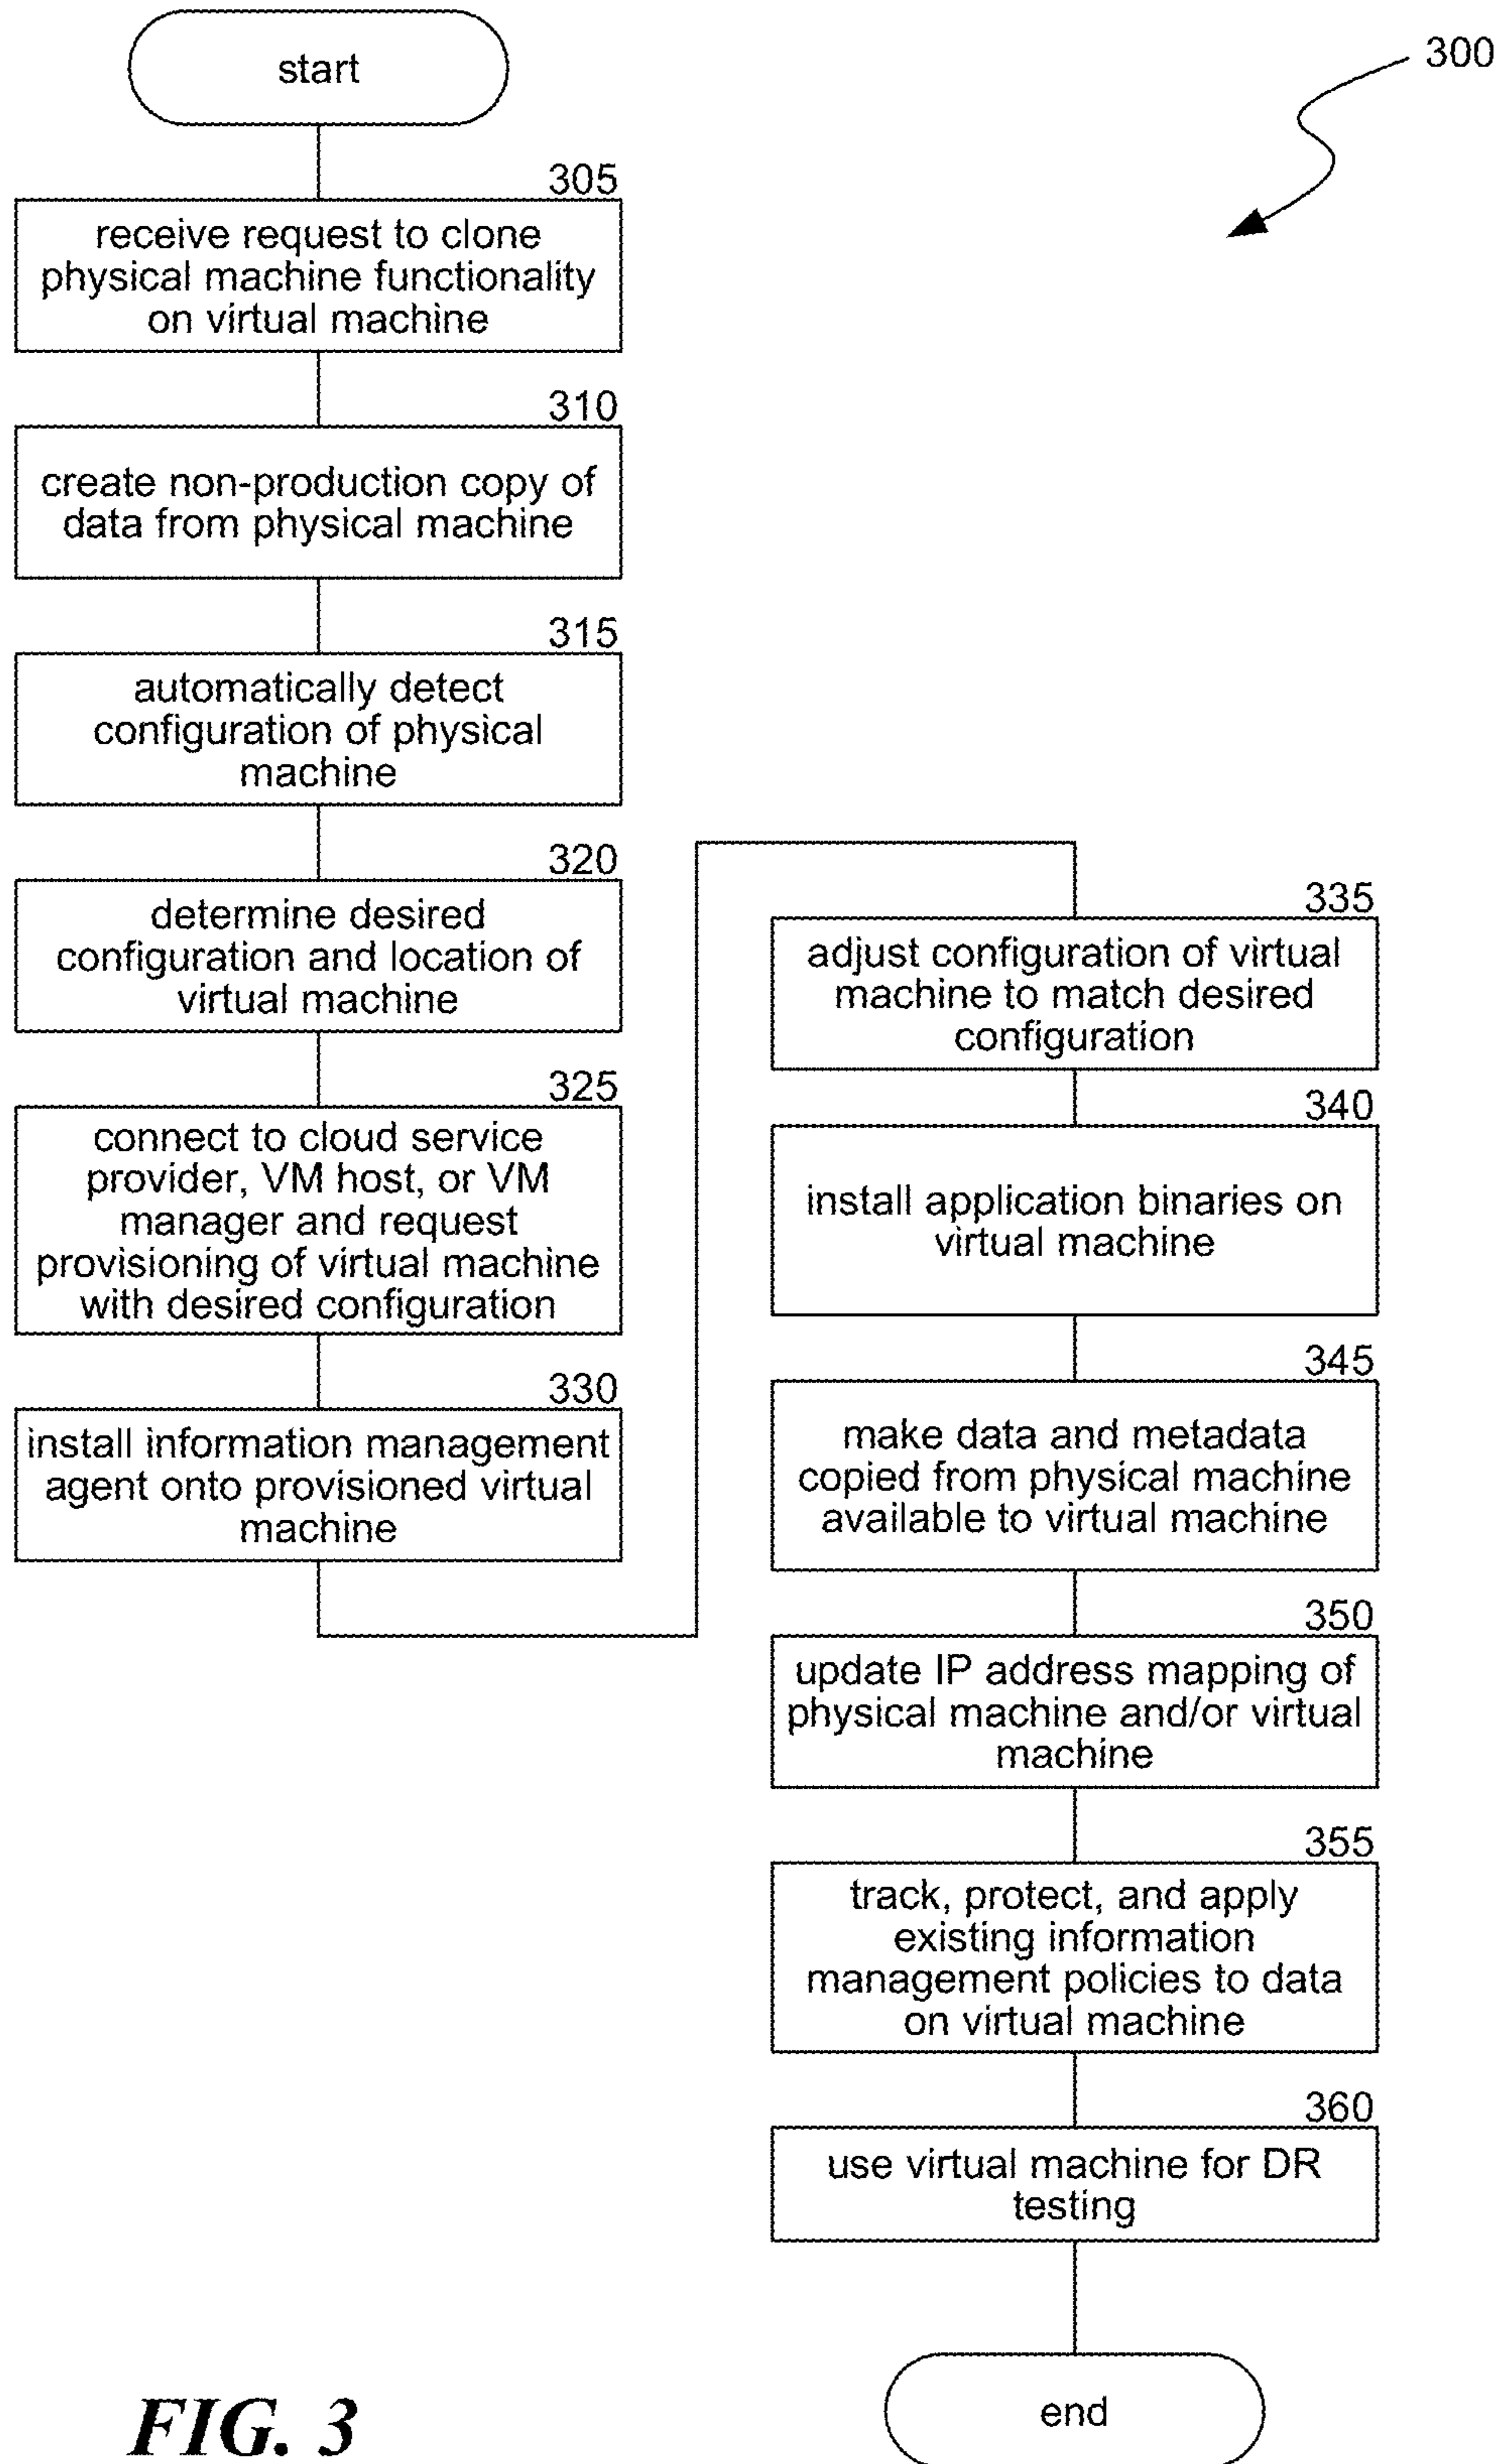 start
300
305
receive request to clone
physical machine functionality
on virtual machine
310
create non-production copy of
data from physical machine
315
automatically detect
configuration of physical
machine
320
determine desired
configuration and location of
virtual machine
325
connect to cloud service
provider, VM host, or VM
manager and request
provisioning of virtual machine
with desired configuration
330
install information management
agent onto provisioned virtual
machine
335
adjust configuration of virtual
machine to match desired
configuration
340
install application binaries on
virtual machine
345
make data and metadata
copied from physical machine
available to virtual machine
350
update IP address mapping of
physical machine and/or virtual
machine
355
track, protect, and apply
existing information
management policies to data
on virtual machine
360
use virtual machine for DR
testing
end
FIG. 3